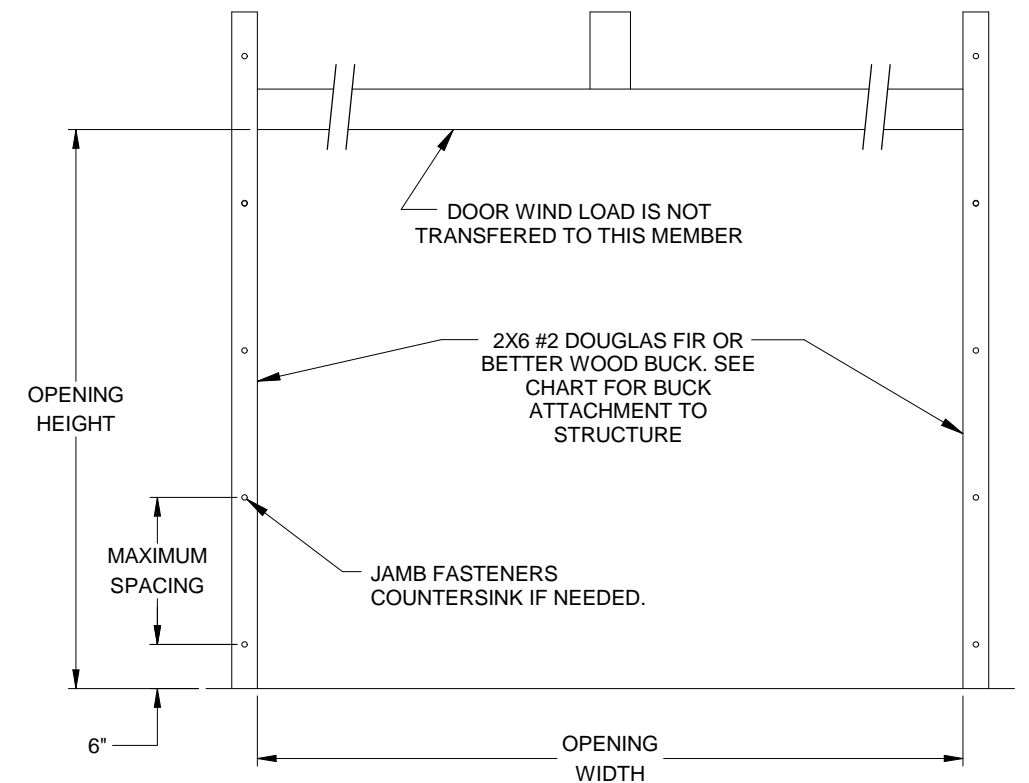 DOOR WIND LOAD IS NOT
TRANSFERED TO THIS MEMBER
2X6 #2 DOUGLAS FIR OR
BETTER WOOD BUCK. SEE
CHART FOR BUCK
ATTACHMENT TO
STRUCTURE
OPENING
HEIGHT
MAXIMUM
SPACING
JAMB FASTENERS
COUNTERSINK IF NEEDED.
6"
OPENING
WIDTH